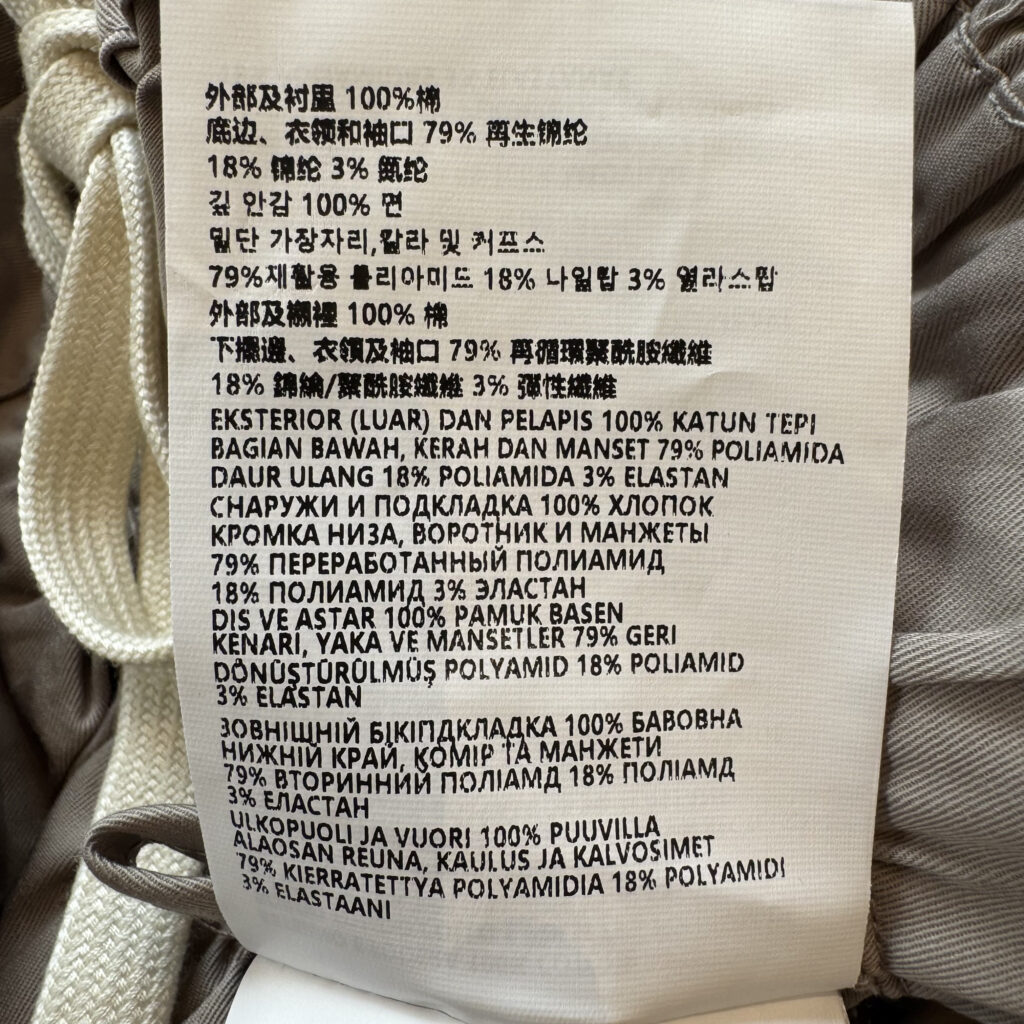 外部及衬里 100%棉
底边、衣领和袖口 79% 再生锦纶
18% 锦纶 3% 氨纶
깊 안감 100% 면
밑단 가장자리,칼라 및 커프스
79%재활용 폴리아미드 18% 나일론 3% 엘라스틴
外部及襯裡 100% 棉
下擺邊、衣領及袖口 79% 再循環聚酰胺纖維
18% 錦綸/聚酰胺纖維 3% 彈性纖維
EKSTERIOR (LUAR) DAN PELAPIS 100% KATUN TEPI
BAGIAN BAWAH, KERAH DAN MANSET 79% POLIAMIDA
DAUR ULANG 18% POLIAMIDA 3% ELASTAN
СНАРУЖИ И ПОДКЛАДКА 100% ХЛОПОК
КРОМКА НИЗА, ВОРОТНИК И МАНЖЕТЫ
79% ПЕРЕРАБОТАННЫЙ ПОЛИАМИД
18% ПОЛИАМИД 3% ЭЛАСТАН
DIS VE ASTAR 100% PAMUK BASEN
KENARI, YAKA VE MANSETLER 79% GERI
DÖNÜŞTÜRÜLMÜŞ POLYAMID 18% POLIAMID
3% ELASTAN
ЗОВНІЩНІЙ БІКІПДКЛАДКА 100% БАВОВНА
НИЖНІЙ КРАЙ, КОМІР ТА МАНЖЕТИ
79% ВТОРИННИЙ ПОЛІАМД 18% ПОЛІАМД
3% ЕЛАСТАН
ULKOPUOLI JA VUORI 100% PUUVILLA
ALAOSAN REUNA, KAULUS JA KALVOSIMET
79% KIERRATETTYA POLYAMIDIA 18% POLYAMIDI
3% ELASTAANI